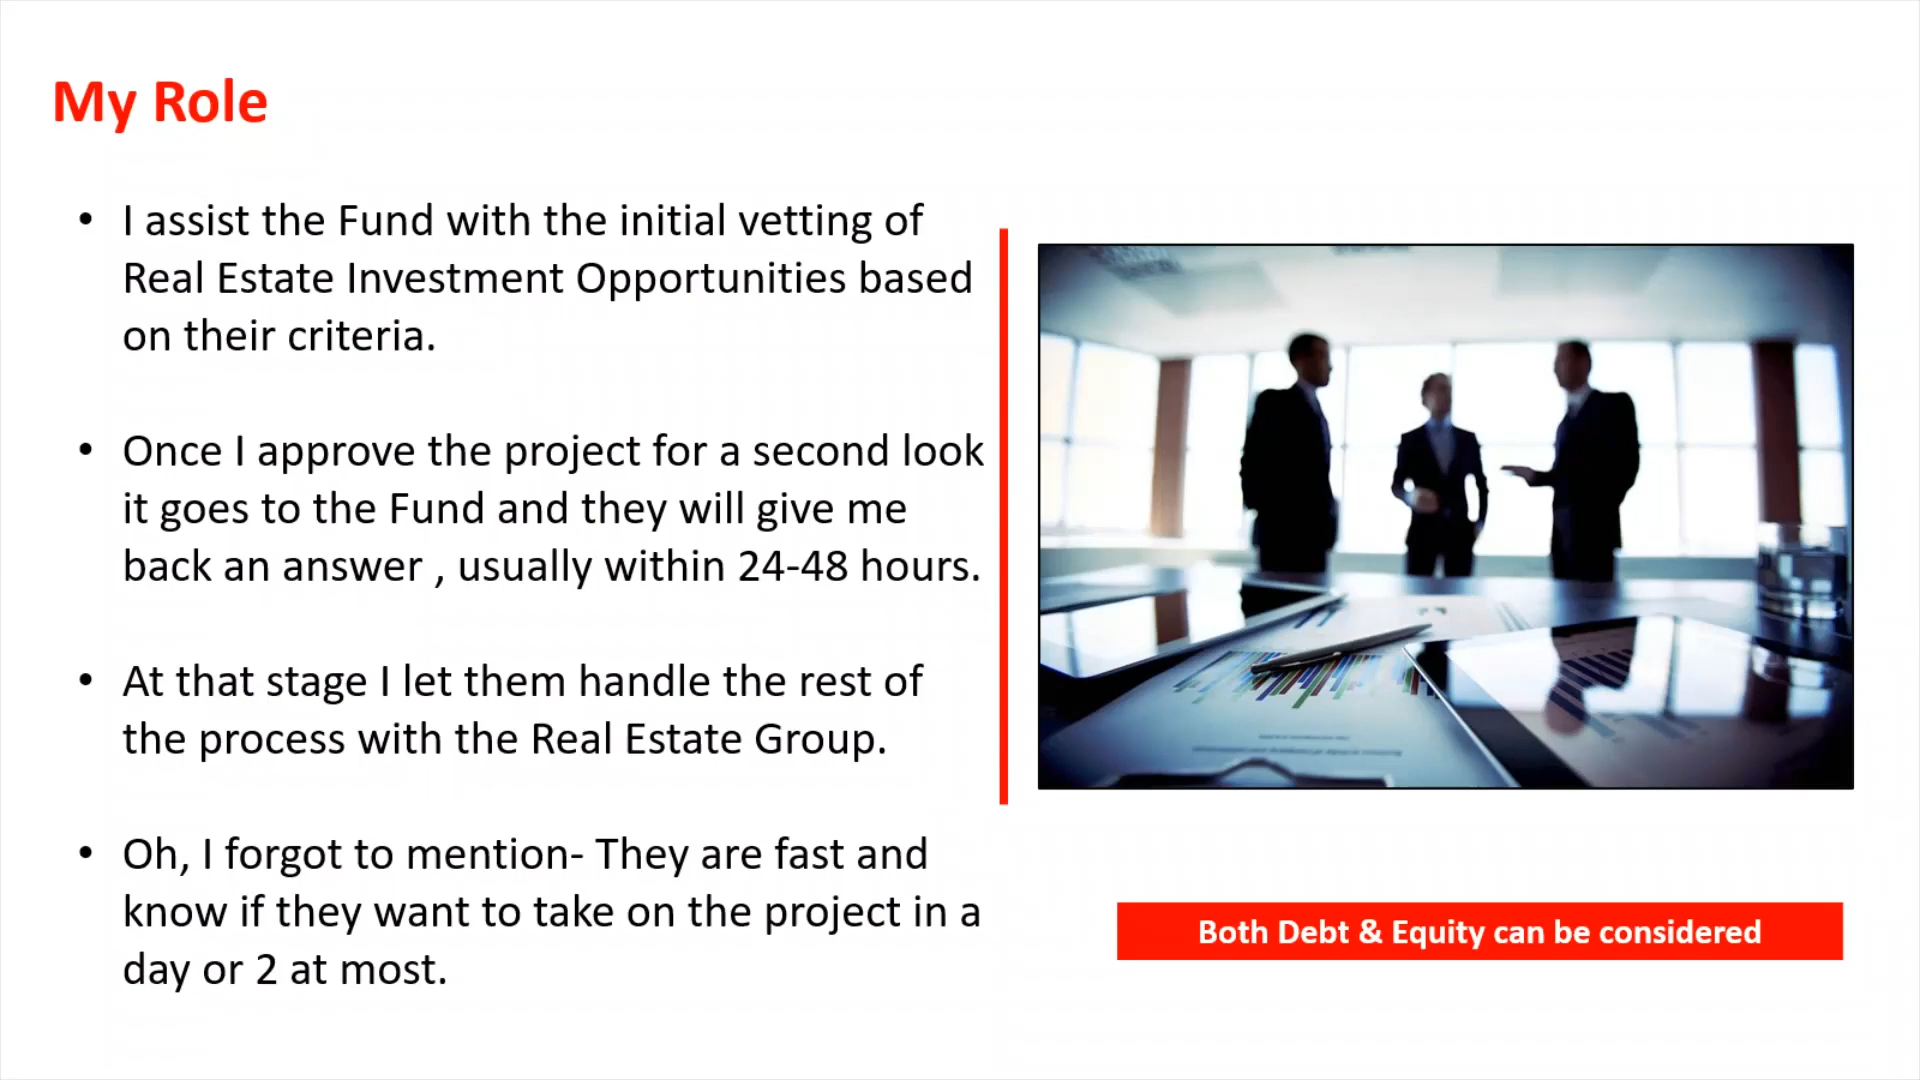 My Role
• I assist the Fund with the initial vetting of
Real Estate Investment Opportunities based
on their criteria.
• Once I approve the project for a second look
it goes to the Fund and they will give me
back an answer , usually within 24-48 hours.
• At that stage I let them handle the rest of
the process with the Real Estate Group.
• Oh, I forgot to mention- They are fast and
know if they want to take on the project in a
day or 2 at most.
Both Debt & Equity can be considered